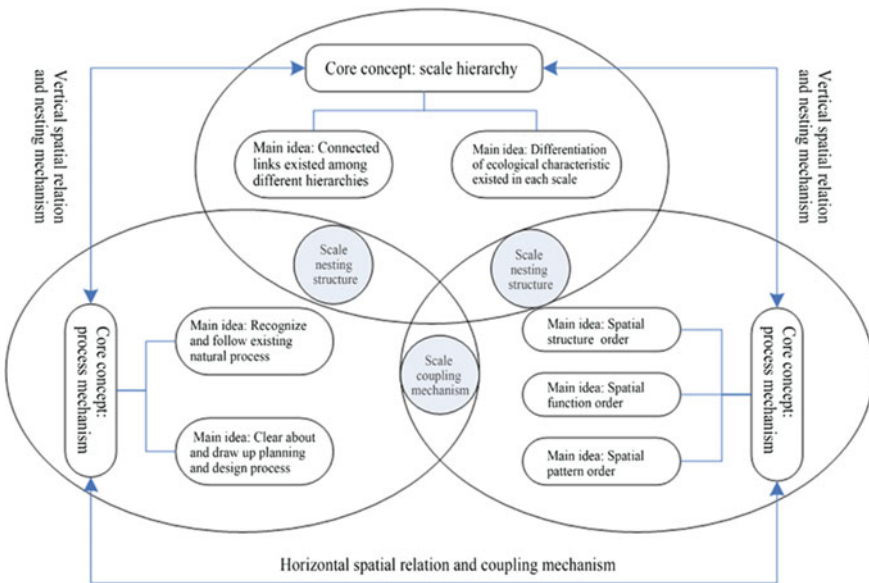 Core concept: scale hierarchy
Main idea: Connected
links existed among
different hierarchies
Main idea: Differentiation
of ecological characteristic
existed in each scale
Vertical spatial relation
and nesting mechanism
Vertical spatial relation
and nesting mechanism
Scale
nesting
structure
Scale
nesting
structure
Scale
coupling
mechanism
Core concept:
process mechanism
Main idea: Recognize
and follow existing
natural process
Main idea: Clear about
and draw up planning
and design process
Main idea: Spatial
structure order
Main idea: Spatial
function order
Main idea: Spatial
pattern order
Core concept:
process mechanism
Horizontal spatial relation and coupling mechanism